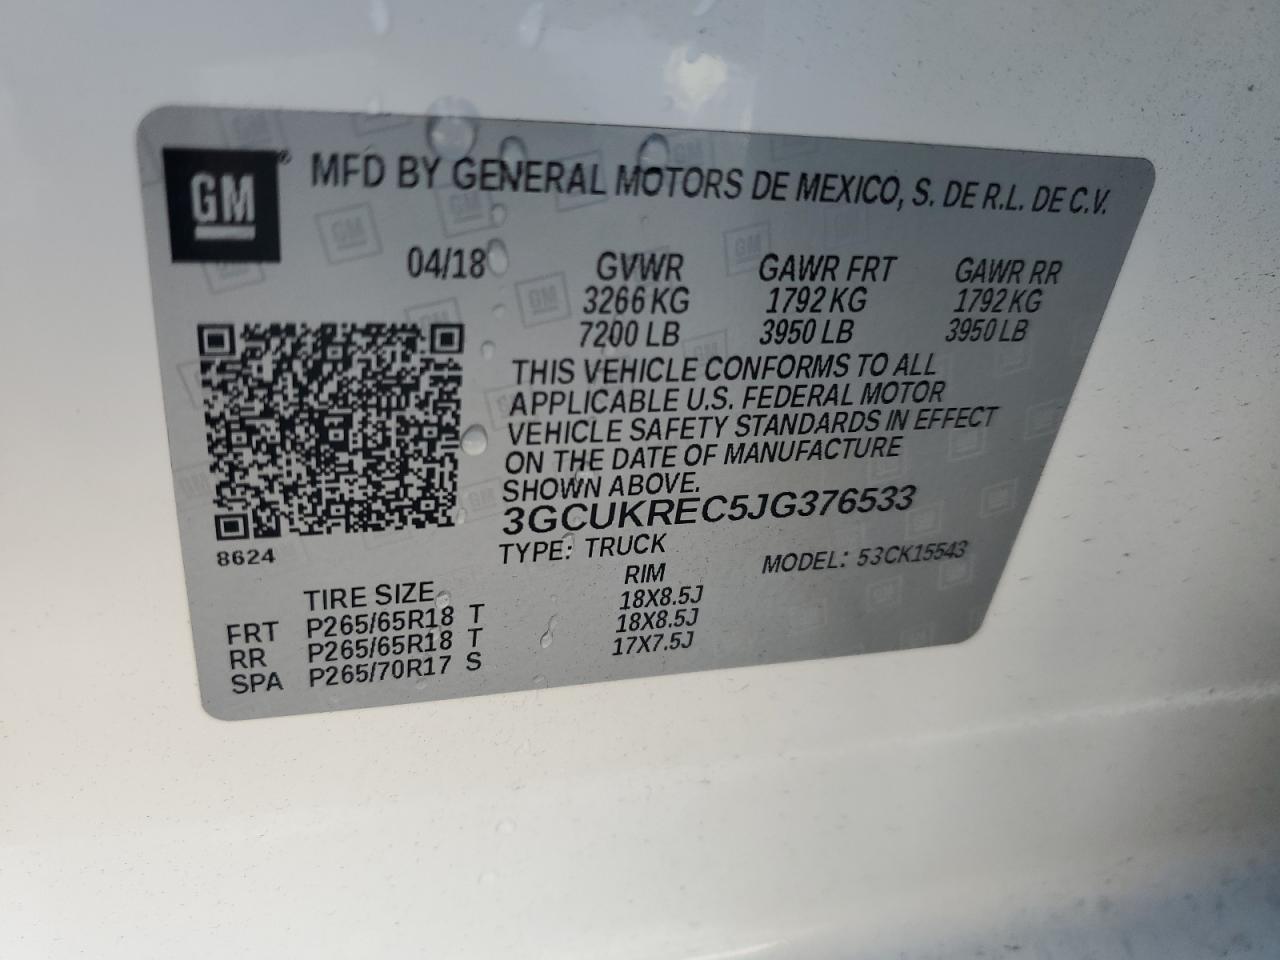 GM® MFD BY GENERAL MOTORS DE MEXICO, S. DE R.L. DE C.V.
04/18 GVWR GAWR FRT GAWR RR
3266 KG 1792 KG 1792 KG
7200 LB 3950 LB 3950 LB
THIS VEHICLE CONFORMS TO ALL
APPLICABLE U.S. FEDERAL MOTOR
VEHICLE SAFETY STANDARDS IN EFFECT
ON THE DATE OF MANUFACTURE
SHOWN ABOVE.
3GCUKREC5JG376533
8624 TYPE: TRUCK MODEL: 53CK15543
TIRE SIZE RIM
FRT P265/65R18 T 18X8.5J
RR P265/65R18 T 18X8.5J
SPA P265/70R17 S 17X7.5J